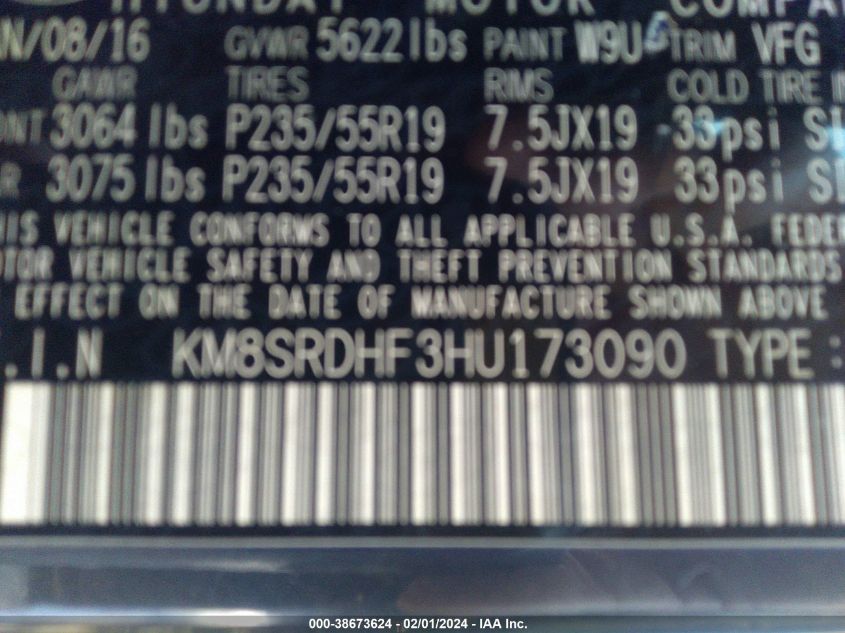 HYUNDAI MOTOR COMPA
N/08/16 GVWR 5622lbs PAINT W9U TRIM VFG
GAWR TIRES RIMS COLD TIRE IN
NT 3064 lbs P235/55R19 7.5JX19 33psi SI
R 3075 lbs P235/55R19 7.5JX19 33psi SI
IS VEHICLE CONFORMS TO ALL APPLICABLE U.S.A. FEDER
TOR VEHICLE SAFETY AND THEFT PREVENTION STANDARDS
EFFECT ON THE DATE OF MANUFACTURE SHOWN ABOVE
.I.N KM8SRDHF3HU173090 TYPE :
000-38673624 - 02/01/2024 - IAA Inc.